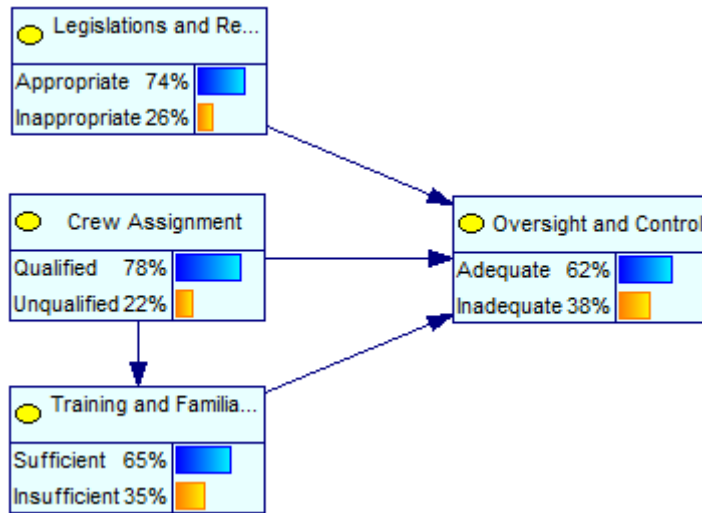 Legislations and Re...
Appropriate 74%
Inappropriate 26%
Crew Assignment
Qualified 78%
Unqualified 22%
Oversight and Control
Adequate 62%
Inadequate 38%
Training and Familia...
Sufficient 65%
Insufficient 35%